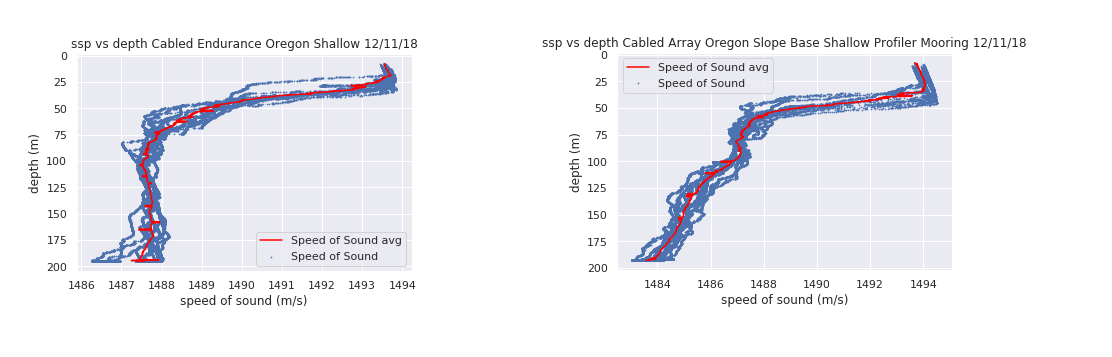 ssp vs depth Cabled Endurance Oregon Shallow 12/11/18
0
25
50
75
100
125
150
175
200
depth (m)
Speed of Sound avg
Speed of Sound
1486 1487 1488 1489 1490 1491 1492 1493 1494
speed of sound (m/s)
ssp vs depth Cabled Array Oregon Slope Base Shallow Profiler Mooring 12/11/18
0
25
50
75
100
125
150
175
200
depth (m)
Speed of Sound avg
Speed of Sound
1484 1486 1488 1490 1492 1494
speed of sound (m/s)